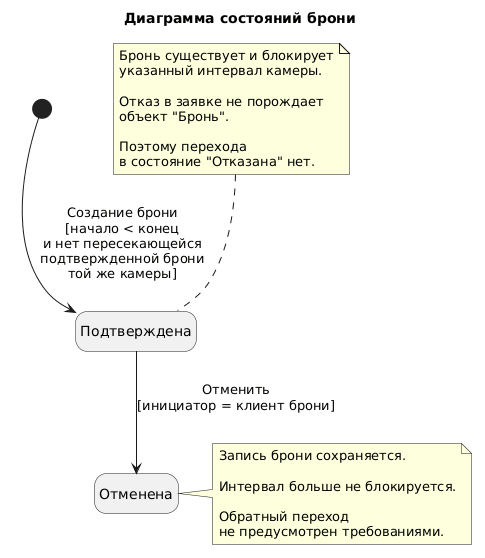 Диаграмма состояний брони
Бронь существует и блокирует
указанный интервал камеры.
Отказ в заявке не порождает
объект "Бронь".
Поэтому перехода
в состояние "Отказана" нет.
Создание брони
[начало < конец
и нет пересекающейся
подтвержденной брони
той же камеры]
Подтверждена
Отменить
[инициатор = клиент брони]
Отменена
Запись брони сохраняется.
Интервал больше не блокируется.
Обратный переход
не предусмотрен требованиями.